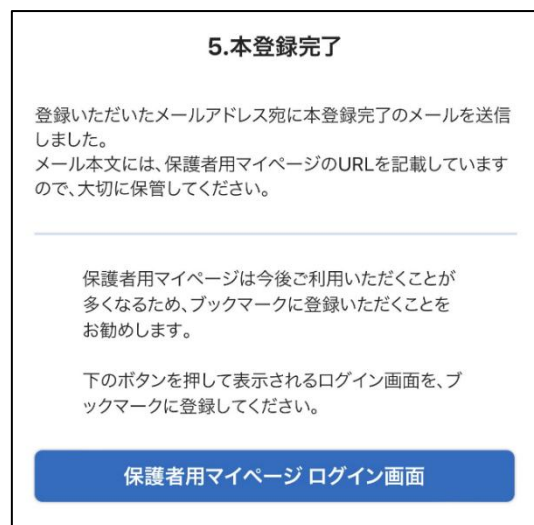 5.本登録完了
登録いただいたメールアドレス宛に本登録完了のメールを送信
しました。
メール本文には、保護者用マイページのURLを記載しています
ので、大切に保管してください。
保護者用マイページは今後ご利用いただくことが
多くなるため、ブックマークに登録いただくことを
お勧めします。
下のボタンを押して表示されるログイン画面を、ブ
ックマークに登録してください。
保護者用マイページ ログイン画面